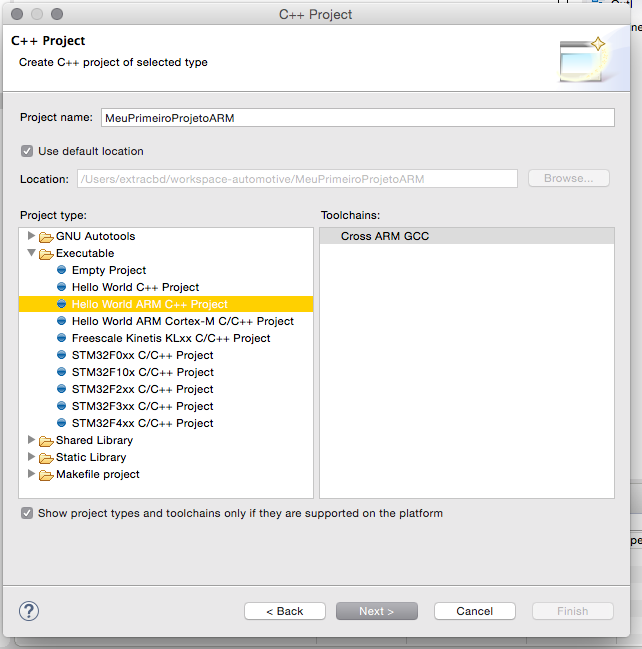 C++ Project
C++ Project
Create C++ project of selected type
Project name: MeuPrimeiroProjetoARM
Use default location
Location: /Users/extracbd/workspace-automotive/MeuPrimeiroProjetoARM Browse...
Project type: Toolchains:
GNU Autotools Cross ARM GCC
Executable
Empty Project
Hello World C++ Project
Hello World ARM C++ Project
Hello World ARM Cortex-M C/C++ Project
Freescale Kinetis KLxx C/C++ Project
STM32F0xx C/C++ Project
STM32F10x C/C++ Project
STM32F2xx C/C++ Project
STM32F3xx C/C++ Project
STM32F4xx C/C++ Project
Shared Library
Static Library
Makefile project
Show project types and toolchains only if they are supported on the platform
? < Back Next > Cancel Finish